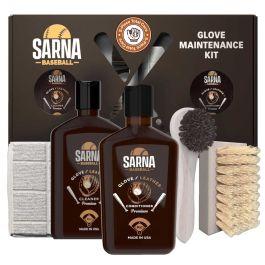 SARNA
BASEBALL
GLOVE
MAINTENANCE
KIT
SARNA
BASEBALL
GLOVE / LEATHER
CLEANER
Premium
MADE IN USA
SARNA
BASEBALL
GLOVE / LEATHER
CONDITIONER
Premium
MADE IN USA